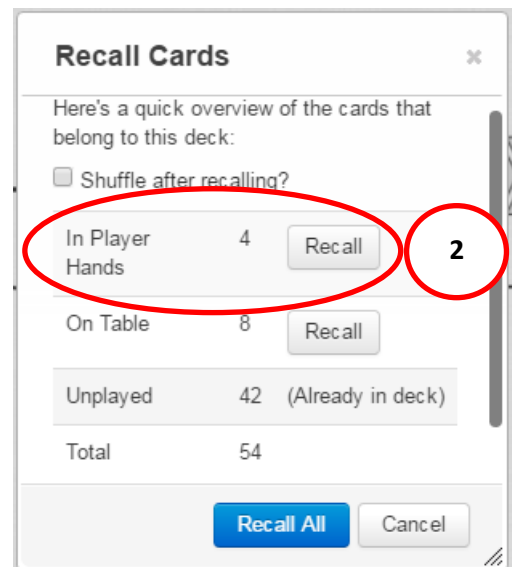 Recall Cards ×
Here's a quick overview of the cards that
belong to this deck:
Shuffle after recalling?
In Player
Hands 4 Recall 2
On Table 8 Recall
Unplayed 42 (Already in deck)
Total 54
Recall All Cancel